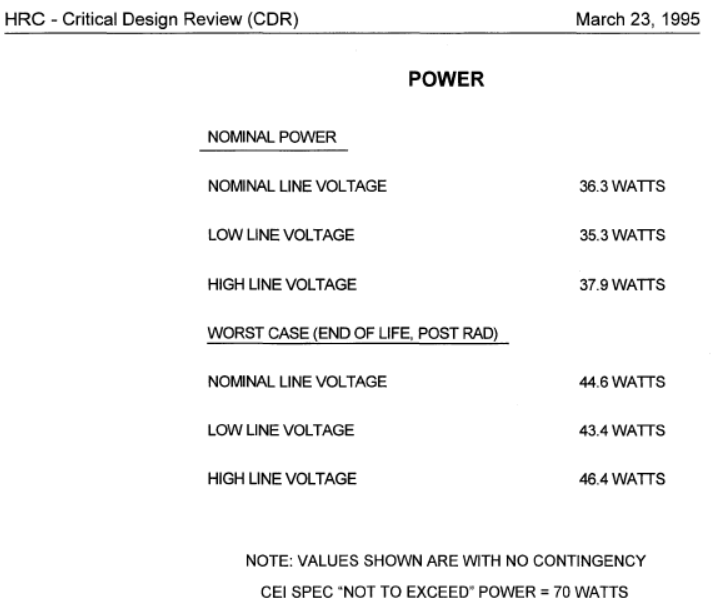 HRC - Critical Design Review (CDR) March 23, 1995
POWER
NOMINAL POWER
NOMINAL LINE VOLTAGE 36.3 WATTS
LOW LINE VOLTAGE 35.3 WATTS
HIGH LINE VOLTAGE 37.9 WATTS
WORST CASE (END OF LIFE, POST RAD)
NOMINAL LINE VOLTAGE 44.6 WATTS
LOW LINE VOLTAGE 43.4 WATTS
HIGH LINE VOLTAGE 46.4 WATTS
NOTE: VALUES SHOWN ARE WITH NO CONTINGENCY
CEI SPEC "NOT TO EXCEED" POWER = 70 WATTS